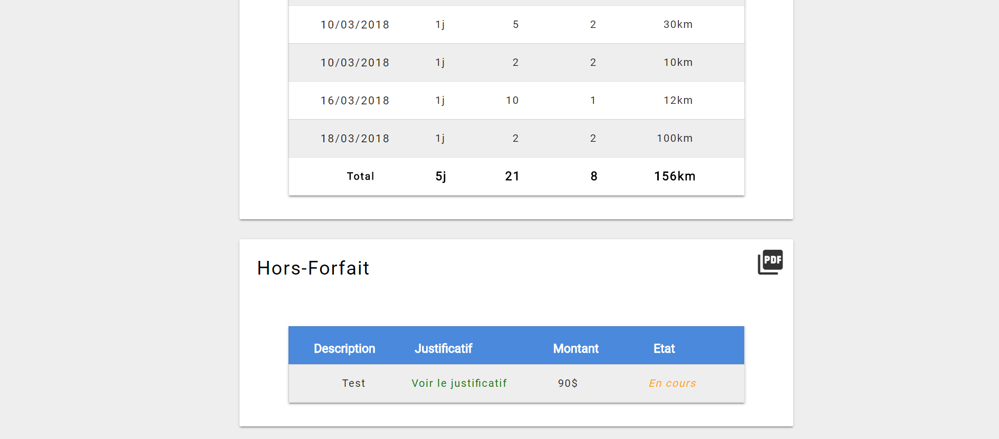 10/03/2018 1j 5 2 30km
10/03/2018 1j 2 2 10km
16/03/2018 1j 10 1 12km
18/03/2018 1j 2 2 100km
Total 5j 21 8 156km
PDF
Hors-Forfait
Description Justificatif Montant Etat
Test Voir le justificatif 90$ En cours